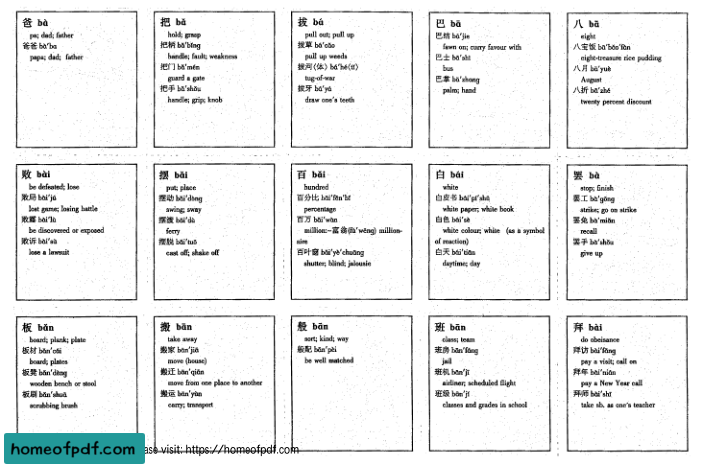 爸 bà
pa; dad; father
爸爸 bà'ba
papa; dad; father
把 bǎ
hold; grasp
把柄 bǎ'bǐng
handle; fault; weakness
把门 bǎ'mén
guard a gate
把手 bǎ'shǒu
handle; grip; knob
拔 bá
pull out; pull up
拔草 bá'cǎo
pull up weeds
tug-of-war
拔牙 bá'yá
draw one's teeth
巴 bā
巴结 bā'jie
fawn on; curry favour with
巴士 bā'shì
bus
巴掌 bā'zhang
palm; hand
八 bā
eight
八宝饭 bā'bǎo'fàn
eight-treasure rice pudding
八月 bā'yuè
August
八折 bā'zhé
twenty percent discount
败 bài
be defeated; lose
败局 bài'jú
lost game; losing battle
败露 bài'lù
be discovered or exposed
败诉 bài'sù
lose a lawsuit
摆 bǎi
put; place
摆动 bǎi'dòng
swing; sway
摆渡 bǎi'dù
ferry
摆脱 bǎi'tuō
cast off; shake off
百 bǎi
hundred
百分比 bǎi'fēn'bǐ
percentage
百万 bǎi'wàn
million:~富翁(fù'wēng) million-
aire
百叶窗 bǎi'yè'chuāng
shutter; blind; jalousie
白 bái
white
白皮书 bái'pí'shū
white paper; white book
白色 bái'sè
white colour; white (as a symbol
of reaction)
白天 bái'tiān
daytime; day
罢 bà
stop; finish
罢工 bà'gōng
strike; go on strike
罢免 bà'miǎn
recall
罢手 bà'shǒu
give up
板 bǎn
board; plank; plate
板材 bǎn'cái
board; plates
板凳 bǎn'dèng
wooden bench or stool
板刷 bǎn'shuā
scrubbing brush
搬 bān
take away
搬家 bān'jiā
move (house)
搬迁 bān'qiān
move from one place to another
搬运 bān'yùn
carry; transport
般 bān
sort; kind; way
般配 bān'pèi
be well matched
班 bān
class; team
班房 bān'fáng
jail
班机 bān'jī
airliner; scheduled flight
班级 bān'jí
classes and grades in school
拜 bài
do obeisance
拜访 bài'fǎng
pay a visit; call on
拜年 bài'nián
pay a New Year call
拜师 bài'shī
take sb. as one's teacher
homeofpdf.com
ase visit: https://homeofpdf.com